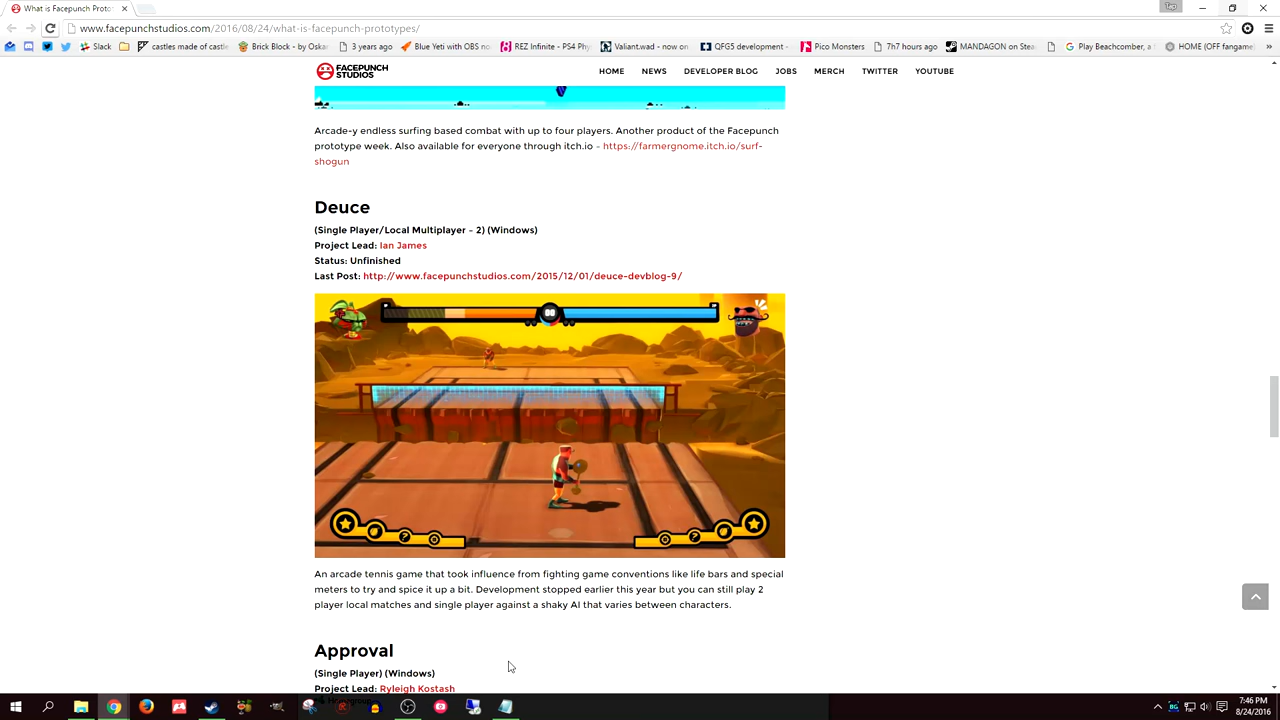 What is Facepunch Proto
www.facepunchstudios.com/2016/08/24/what-is-facepunch-prototypes/
Slack
castles made of castle
Brick Block - by Oskar
3 years ago
Blue Yeti with OBS no
REZ Infinite - PS4 Phy
Valiant.wad - now on
QFG5 development -
Pico Monsters
7h7 hours ago
MANDAGON on Stea
Play Beachcomber, a
HOME (OFF fangame
»
FACEPUNCH
STUDIOS
HOME
NEWS
DEVELOPER BLOG
JOBS
MERCH
TWITTER
YOUTUBE
Arcade-y endless surfing based combat with up to four players. Another product of the Facepunch
prototype week. Also available for everyone through itch.io – https://farmergnome.itch.io/surf-
shogun
Deuce
(Single Player/Local Multiplayer – 2) (Windows)
Project Lead: Ian James
Status: Unfinished
Last Post: http://www.facepunchstudios.com/2015/12/01/deuce-devblog-9/
An arcade tennis game that took influence from fighting game conventions like life bars and special
meters to try and spice it up a bit. Development stopped earlier this year but you can still play 2
player local matches and single player against a shaky AI that varies between characters.
Approval
(Single Player) (Windows)
Project Lead: Ryleigh Kostash
7:46 PM
8/24/2016